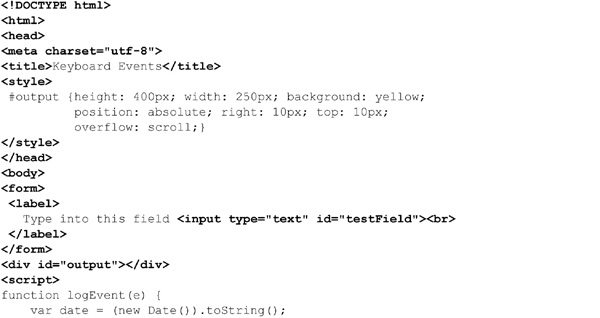 <!DOCTYPE html>
<html>
<head>
<meta charset="utf-8">
<title>Keyboard Events</title>
<style>
 #output {height: 400px; width: 250px; background: yellow;
          position: absolute; right: 10px; top: 10px;
          overflow: scroll;}
</style>
</head>
<body>
<form>
 <label>
   Type into this field <input type="text" id="testField"><br>
 </label>
</form>
<div id="output"></div>
<script>
function logEvent(e) {
    var date = (new Date()).toString();